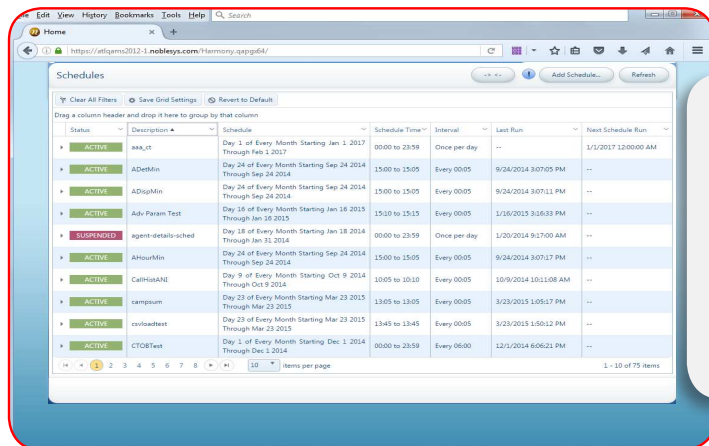 File Edit View History Bookmarks Tools Help Search
Home
https://atlqams2012-1.noblesys.com/Harmony.qapgs64/
Schedules -> <- Add Schedule... Refresh
Clear All Filters Save Grid Settings Revert to Default
Drag a column header and drop it here to group by that column
Status Description Schedule Schedule Time Interval Last Run Next Schedule Run
ACTIVE aaa_ct Day 1 of Every Month Starting Jan 1 2017 00:00 to 23:59 Once per day -- 1/1/2017 12:00:00 AM
Through Feb 1 2017
ACTIVE ADetMin Day 24 of Every Month Starting Sep 24 2014 15:00 to 15:05 Every 00:05 9/24/2014 3:07:05 PM --
Through Sep 24 2014
ACTIVE ADispMin Day 24 of Every Month Starting Sep 24 2014 15:00 to 15:05 Every 00:05 9/24/2014 3:07:11 PM --
Through Sep 24 2014
ACTIVE Adv Param Test Day 16 of Every Month Starting Jan 16 2015 15:10 to 15:15 Every 00:05 1/16/2015 3:16:33 PM --
Through Jan 16 2015
SUSPENDED agent-details-sched Day 18 of Every Month Starting Jan 18 2014 00:00 to 23:59 Once per day 1/20/2014 9:17:00 AM --
Through Jan 31 2014
ACTIVE AHourMin Day 24 of Every Month Starting Sep 24 2014 15:00 to 15:05 Every 00:05 9/24/2014 3:07:17 PM --
Through Sep 24 2014
ACTIVE CallHistANI Day 9 of Every Month Starting Oct 9 2014 10:05 to 10:10 Every 00:05 10/9/2014 10:11:08 AM --
Through Oct 9 2014
ACTIVE campsum Day 23 of Every Month Starting Mar 23 2015 13:05 to 13:05 Every 00:05 3/23/2015 1:05:17 PM --
Through Mar 23 2015
ACTIVE csvloadtest Day 23 of Every Month Starting Mar 23 2015 13:45 to 13:45 Every 00:05 3/23/2015 1:50:12 PM --
Through Mar 23 2015
ACTIVE CTOBTest Day 1 of Every Month Starting Dec 1 2014 00:00 to 23:59 Every 06:00 12/1/2014 6:06:21 PM --
Through Dec 1 2014
1 2 3 4 5 6 7 8 10 items per page 1 - 10 of 75 items